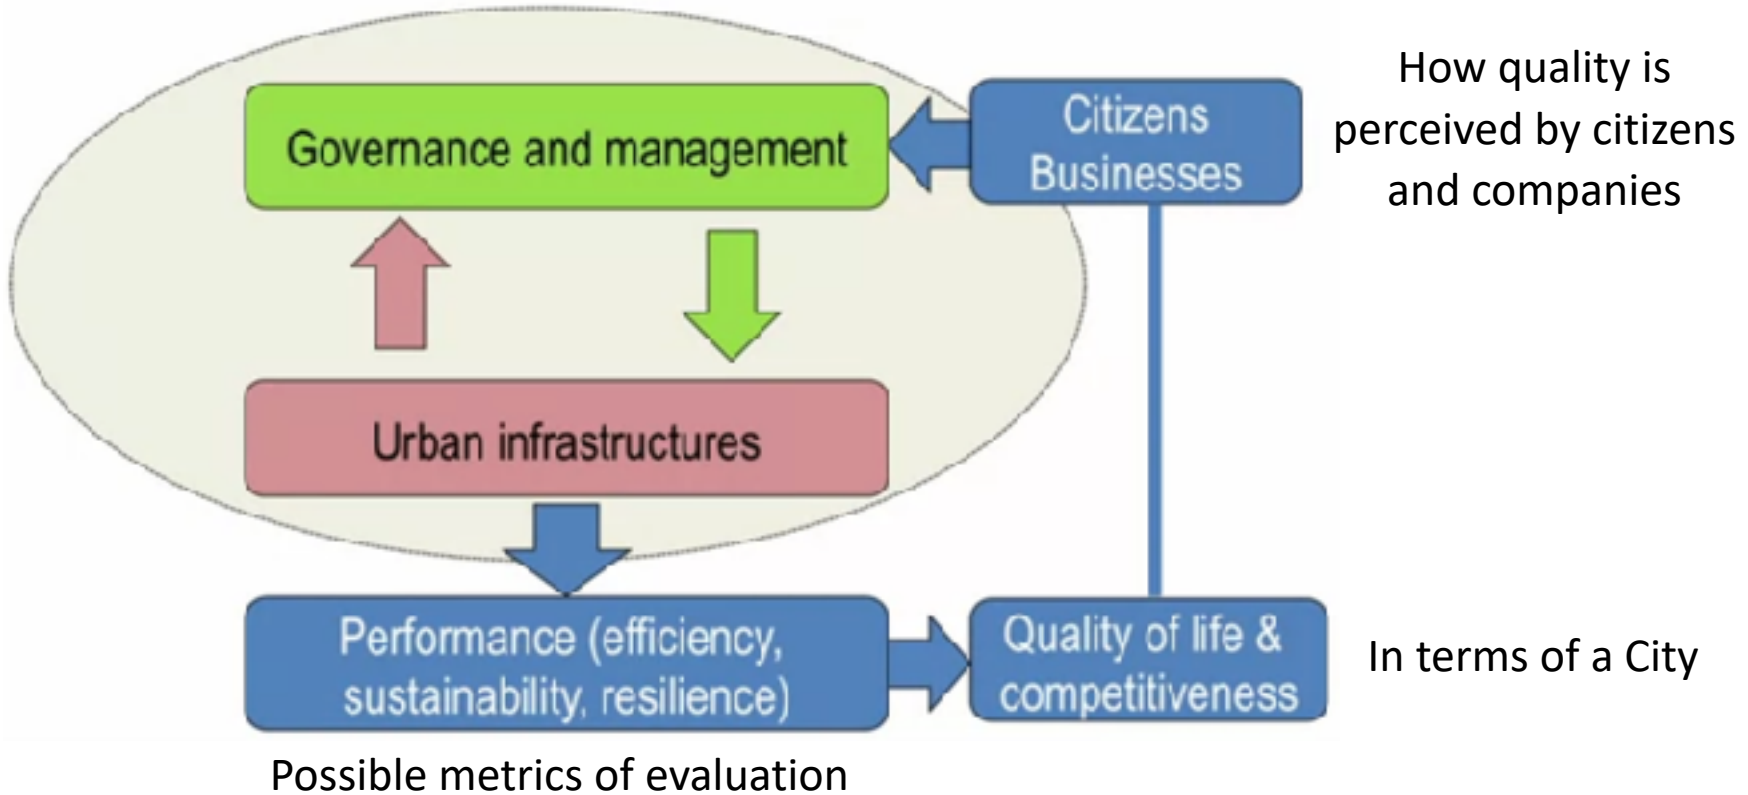 Governance and management
Citizens
Businesses
How quality is
perceived by citizens
and companies
Urban infrastructures
Performance (efficiency,
sustainability, resilience)
Quality of life &
competitiveness
In terms of a City
Possible metrics of evaluation